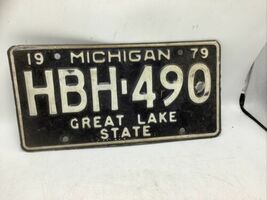 19 MICHIGAN 79
HBH-490
GREAT LAKE
STATE